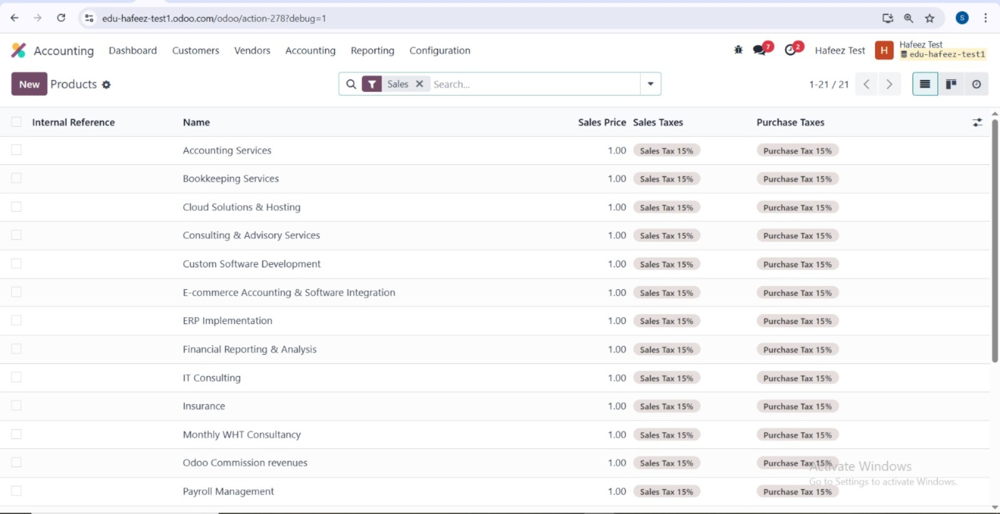 edu-hafeez-test1.odoo.com/odoo/action-278?debug=1
S
Accounting Dashboard Customers Vendors Accounting Reporting Configuration 7 2 Hafeez Test H Hafeez Test
edu-hafeez-test1
New Products Sales Search... 1-21 / 21
Internal Reference Name Sales Price Sales Taxes Purchase Taxes
Accounting Services 1.00 Sales Tax 15% Purchase Tax 15%
Bookkeeping Services 1.00 Sales Tax 15% Purchase Tax 15%
Cloud Solutions & Hosting 1.00 Sales Tax 15% Purchase Tax 15%
Consulting & Advisory Services 1.00 Sales Tax 15% Purchase Tax 15%
Custom Software Development 1.00 Sales Tax 15% Purchase Tax 15%
E-commerce Accounting & Software Integration 1.00 Sales Tax 15% Purchase Tax 15%
ERP Implementation 1.00 Sales Tax 15% Purchase Tax 15%
Financial Reporting & Analysis 1.00 Sales Tax 15% Purchase Tax 15%
IT Consulting 1.00 Sales Tax 15% Purchase Tax 15%
Insurance 1.00 Sales Tax 15% Purchase Tax 15%
Monthly WHT Consultancy 1.00 Sales Tax 15% Purchase Tax 15%
Odoo Commission revenues 1.00 Sales Tax 15% Purchase Tax 15%
Activate Windows
Go to Settings to activate Windows.
Payroll Management 1.00 Sales Tax 15% Purchase Tax 15%